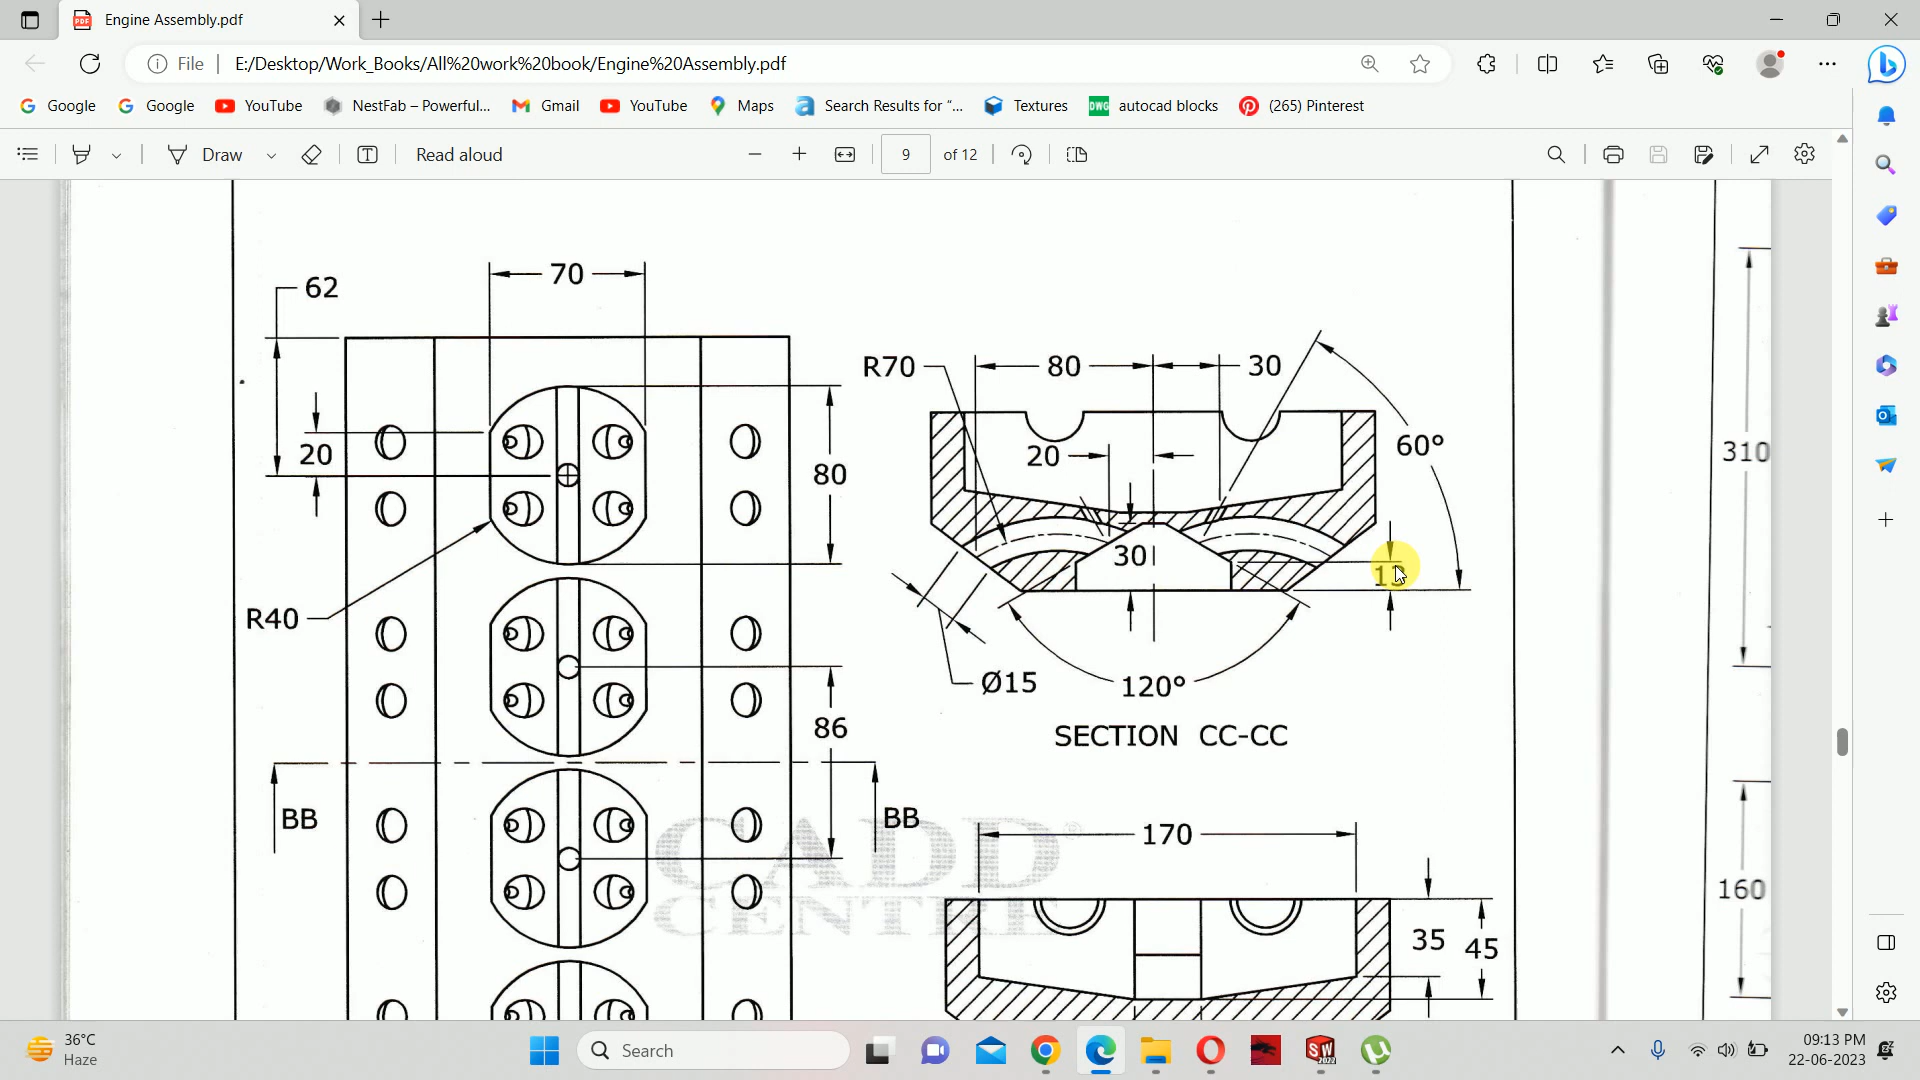 Engine Assembly.pdf
File
E:/Desktop/Work_Books/All%20work%20book/Engine%20Assembly.pdf
Google
Google
YouTube
NestFab – Powerful...
Gmail
YouTube
Maps
Search Results for "...
Textures
autocad blocks
(265) Pinterest
Draw
Read aloud
9
of 12
62
70
20
80
R40
86
BB
BB
R70
80
30
60°
20
30
13
Ø15
120°
SECTION CC-CC
170
35
45
310
160
CADD
CENTRE
36°C
Haze
Search
09:13 PM
22-06-2023